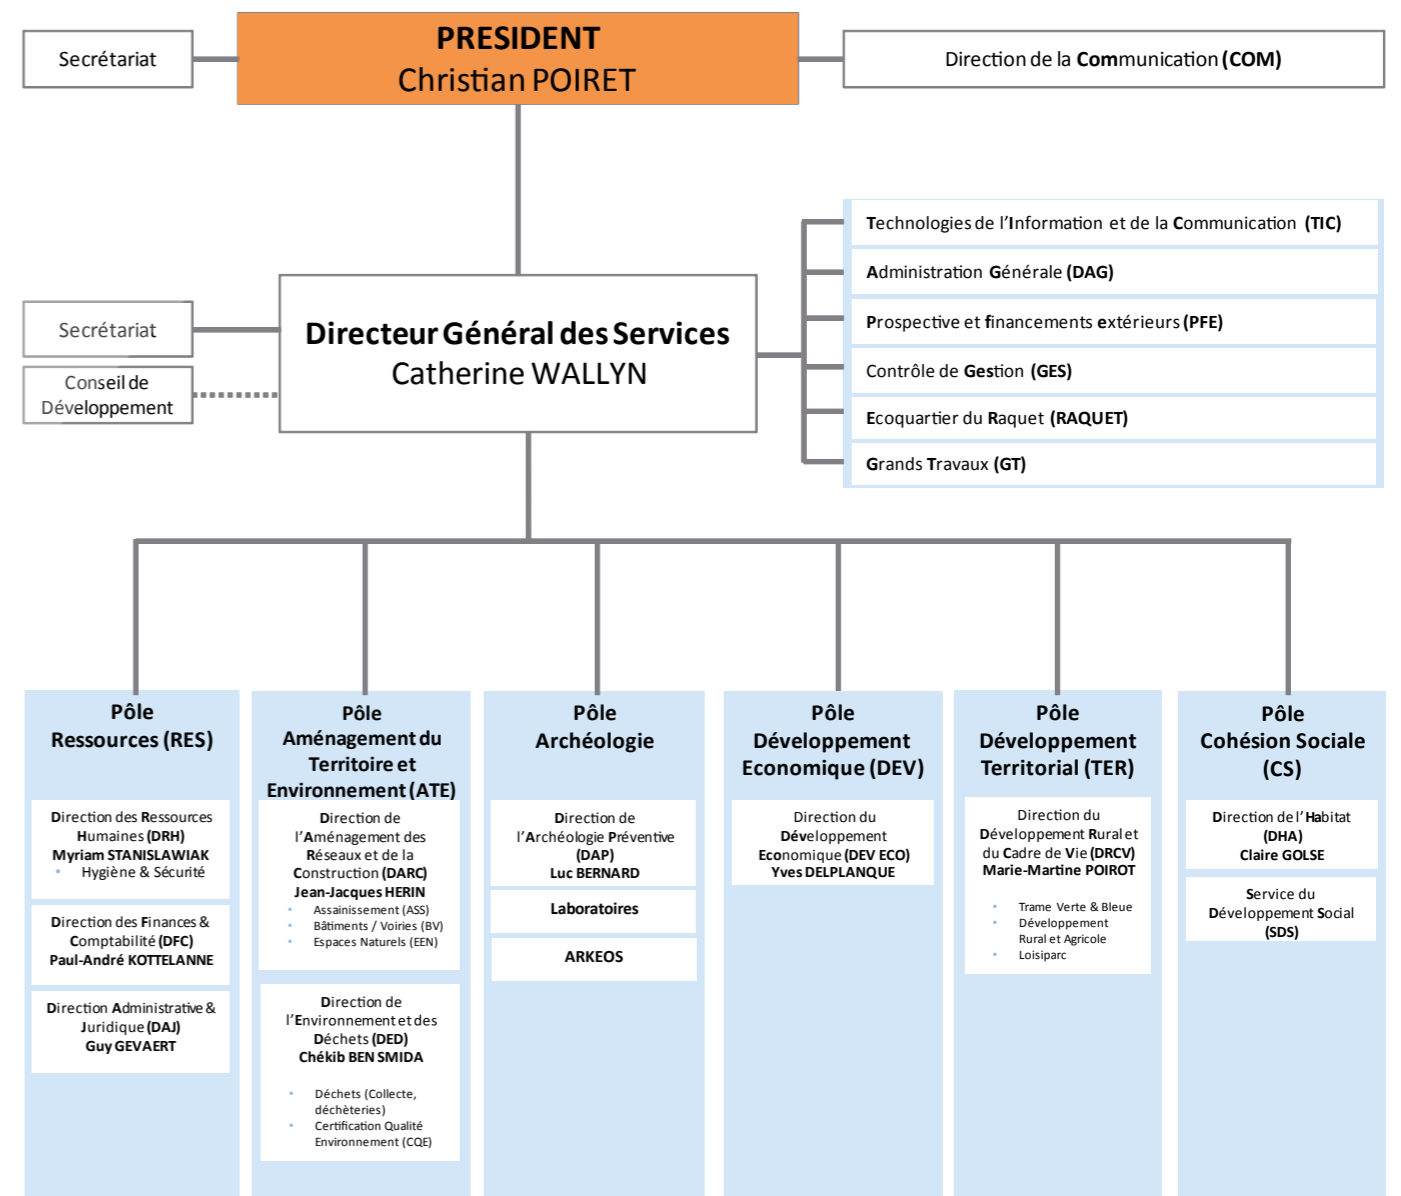 Secrétariat
PRESIDENT
Christian POIRET
Direction de la Communication (COM)
Technologies de l'Information et de la Communication (TIC)
Administration Générale (DAG)
Prospective et financements extérieurs (PFE)
Contrôle de Gestion (GES)
Ecoquartier du Raquet (RAQUET)
Grands Travaux (GT)
Secrétariat
Conseil de
Développement
Directeur Général des Services
Catherine WALLYN
Pôle
Ressources (RES)
Direction des Ressources
Humaines (DRH)
Myriam STANISLAWIAK
• Hygiène & Sécurité
Direction des Finances &
Comptabilité (DFC)
Paul-André KOTTELANNE
Direction Administrative &
Juridique (DAJ)
Guy GEVAERT
Pôle
Aménagement du
Territoire et
Environnement (ATE)
Direction de
l'Aménagement des
Réseaux et de la
Construction (DARC)
Jean-Jacques HERIN
• Assainissement (ASS)
• Bâtiments / Voiries (BV)
• Espaces Naturels (EEN)
Direction de
l'Environnement et des
Déchets (DED)
Chékib BEN SMIDA
• Déchets (Collecte,
déchèteries)
• Certification Qualité
Environnement (CQE)
Pôle
Archéologie
Direction de
l'Archéologie Préventive
(DAP)
Luc BERNARD
Laboratoires
ARKEOS
Pôle
Développement
Economique (DEV)
Direction du
Développement
Economique (DEV ECO)
Yves DELPLANQUE
Pôle
Développement
Territorial (TER)
Direction du
Développement Rural et
du Cadre de Vie (DRCV)
Marie-Martine POIROT
• Trame Verte & Bleue
• Développement
Rural et Agricole
• Loisiparc
Pôle
Cohésion Sociale
(CS)
Direction de l'Habitat
(DHA)
Claire GOLSE
Service du
Développement Social
(SDS)